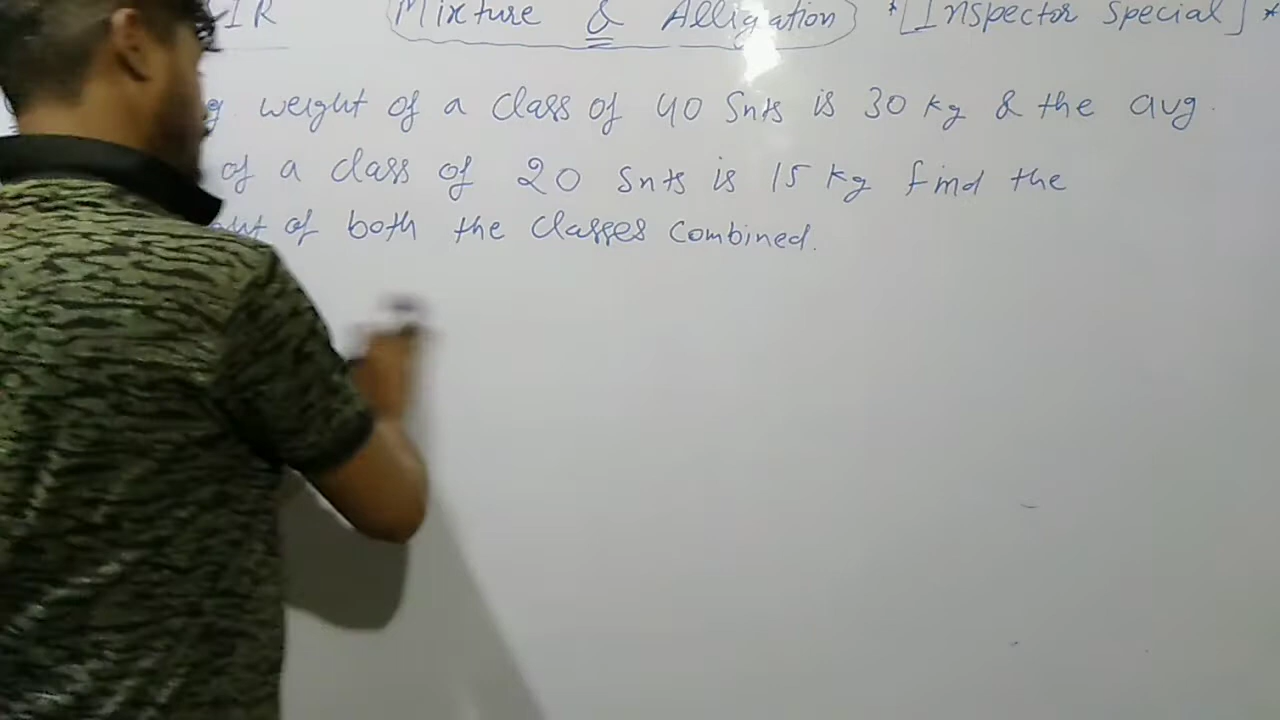 Mixture & Alligation *[Inspector Special]*
weight of a class of 40 Snts is 30 kg & the avg.
of a class of 20 Snts is 15 kg find the
of both the classes combined.